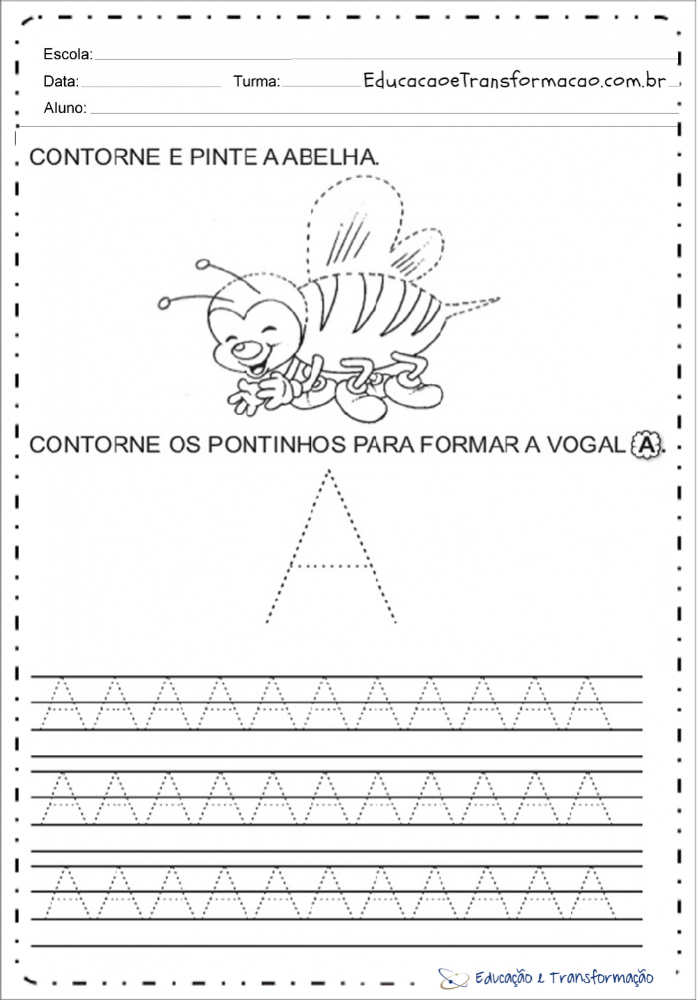 Escola:
Data: Turma: EducacaoeTransformacao.com.br
Aluno:
CONTORNE E PINTE A ABELHA.
CONTORNE OS PONTINHOS PARA FORMAR A VOGAL A.
A
A A A A A A A A A A A
A A A A A A A A A A A
A A A A A A A A A A A
Educação e Transformação